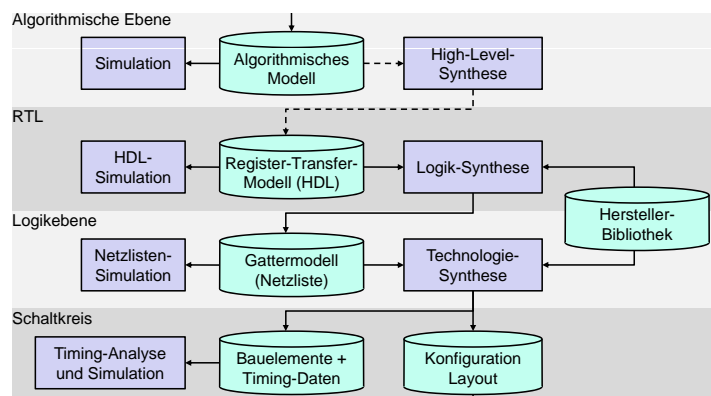 Algorithmische Ebene
Simulation
Algorithmisches
Modell
High-Level-
Synthese
RTL
HDL-
Simulation
Register-Transfer-
Modell (HDL)
Logik-Synthese
Hersteller-
Bibliothek
Logikebene
Netzlisten-
Simulation
Gattermodell
(Netzliste)
Technologie-
Synthese
Schaltkreis
Timing-Analyse
und Simulation
Bauelemente +
Timing-Daten
Konfiguration
Layout